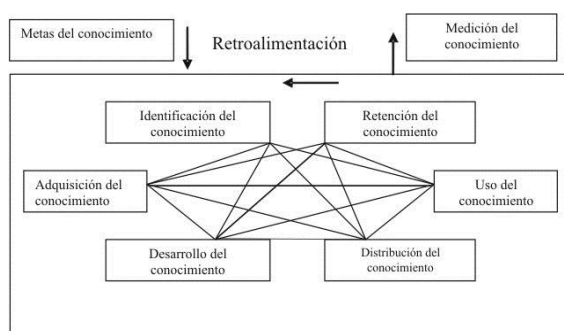 Metas del conocimiento
Retroalimentación
Medición del
conocimiento
Identificación del
conocimiento
Retención del
conocimiento
Adquisición del
conocimiento
Uso del
conocimiento
Desarrollo del
conocimiento
Distribución del
conocimiento